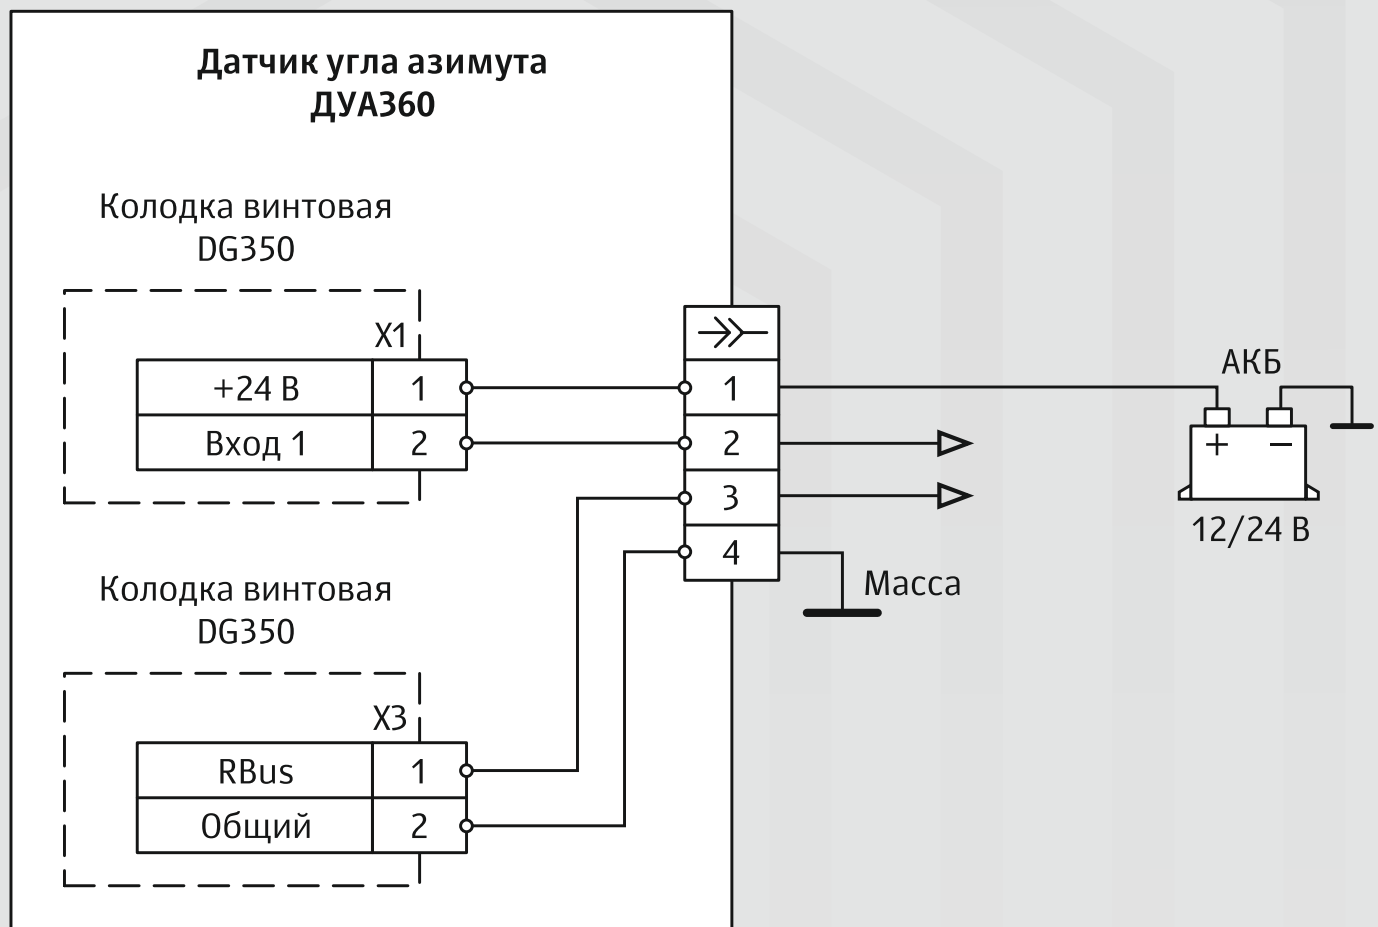 Датчик угла азимута
ДУА360
Колодка винтовая
DG350
X1
+24 В 1
Вход 1 2
1
2
3
4
АКБ
+ −
12/24 В
Масса
Колодка винтовая
DG350
X3
RBus 1
Общий 2